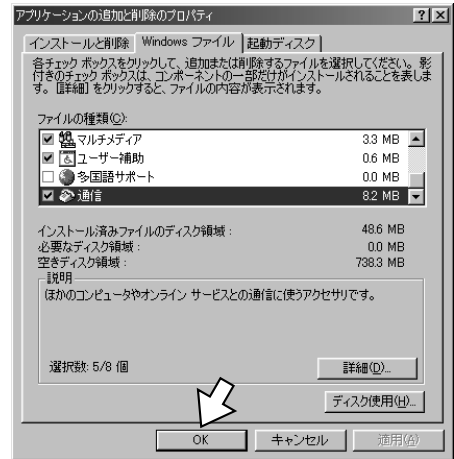 アプリケーションの追加と削除のプロパティ
インストールと削除 Windows ファイル 起動ディスク
各チェック ボックスをクリックして、追加または削除するファイルを選択してください。影
付きのチェック ボックスは、コンポーネントの一部だけがインストールされることを表しま
す。[詳細] をクリックすると、ファイルの内容が表示されます。
ファイルの種類(C):
マルチメディア 3.3 MB
ユーザー補助 0.6 MB
多国語サポート 0.0 MB
通信 8.2 MB
インストール済みファイルのディスク領域: 48.6 MB
必要なディスク領域: 0.0 MB
空きディスク領域: 738.3 MB
説明
ほかのコンピュータやオンライン サービスとの通信に使うアクセサリです。
選択数: 5/8 個 詳細(D)...
ディスク使用(H)...
OK キャンセル 適用(A)